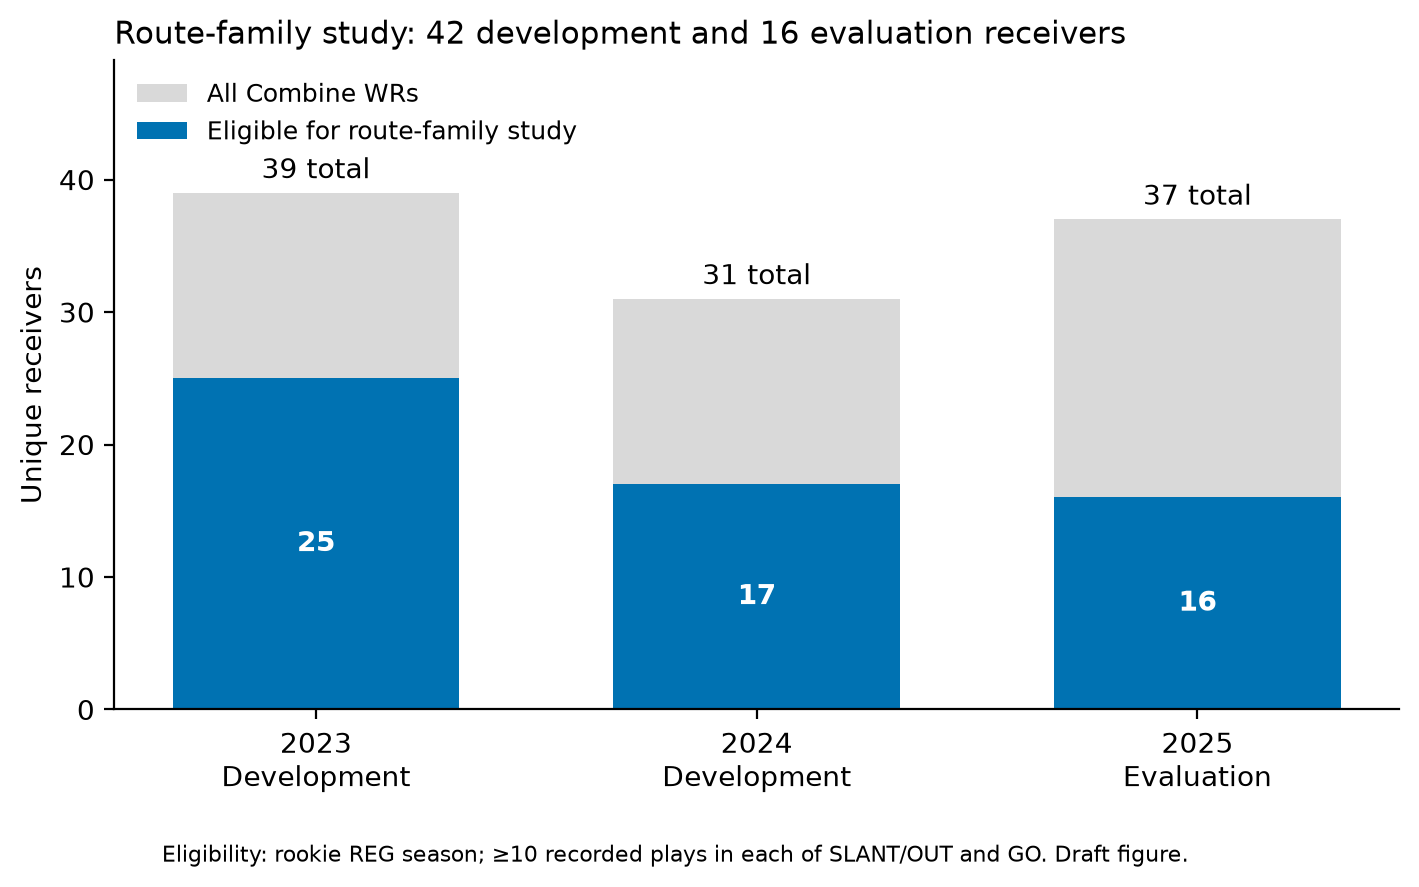 Route-family study: 42 development and 16 evaluation receivers
All Combine WRs
Eligible for route-family study
39 total
31 total
37 total
Unique receivers
40
30
20
10
0
25
17
16
2023
Development
2024
Development
2025
Evaluation
Eligibility: rookie REG season; ≥10 recorded plays in each of SLANT/OUT and GO. Draft figure.